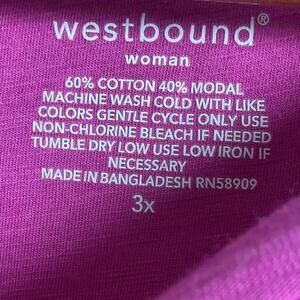 westbound®
woman
60% COTTON 40% MODAL
MACHINE WASH COLD WITH LIKE
COLORS GENTLE CYCLE ONLY USE
NON-CHLORINE BLEACH IF NEEDED
TUMBLE DRY LOW USE LOW IRON IF
NECESSARY
MADE IN BANGLADESH RN58909
3x